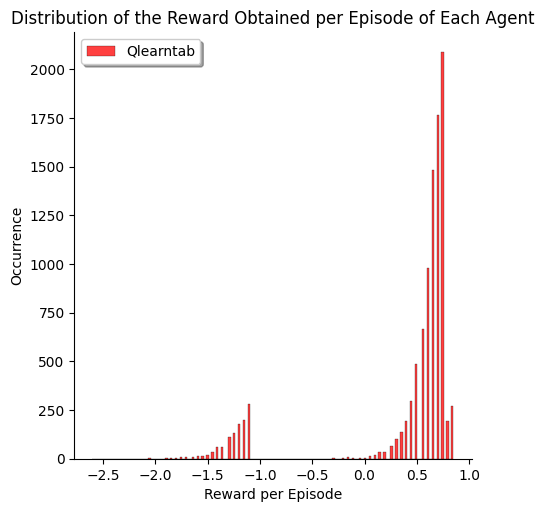 Distribution of the Reward Obtained per Episode of Each Agent
Qlearntab
2000
1750
1500
1250
1000
750
500
250
0
Occurrence
−2.5 −2.0 −1.5 −1.0 −0.5 0.0 0.5 1.0
Reward per Episode